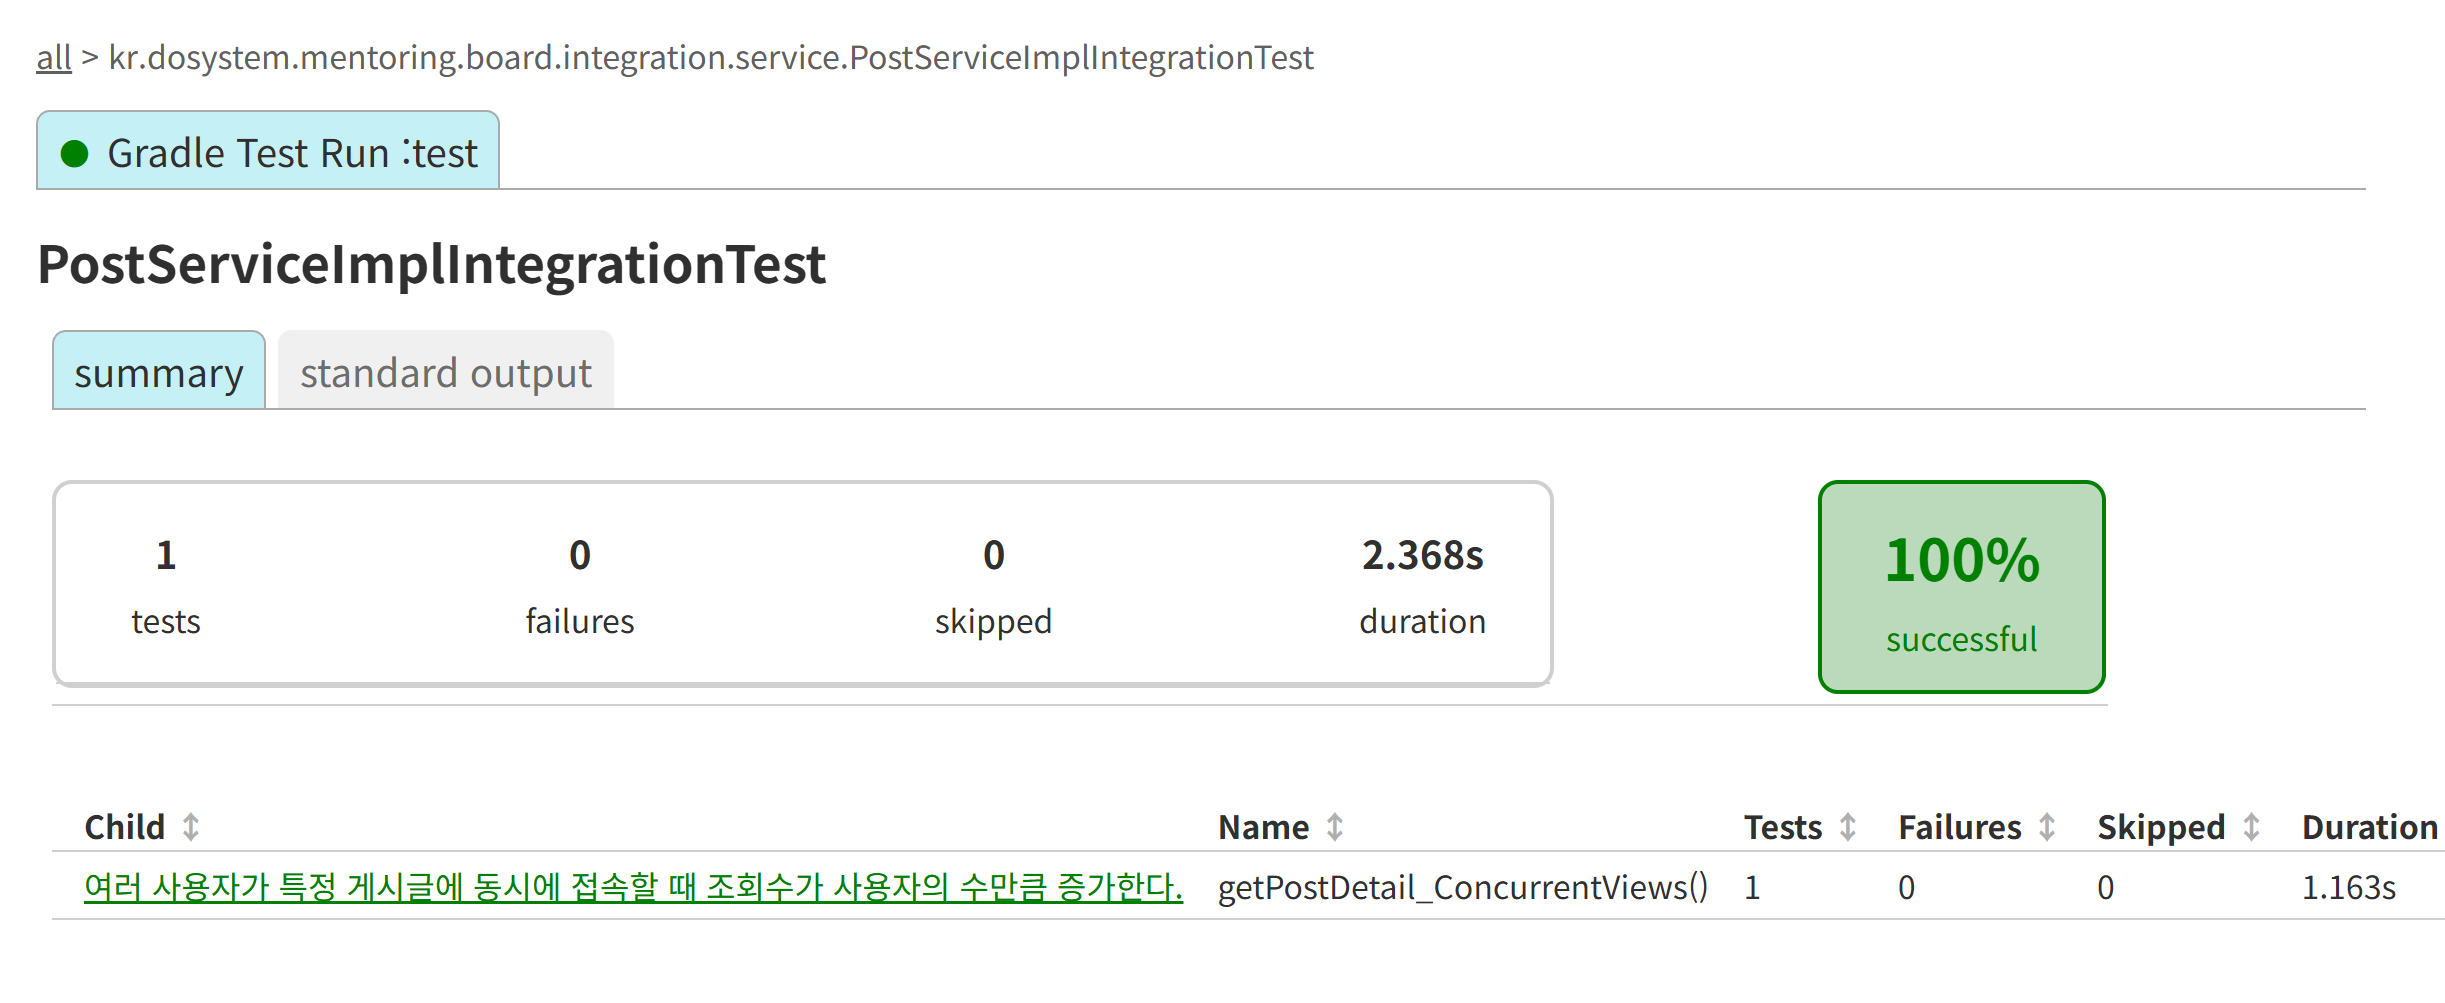 all > kr.dosystem.mentoring.board.integration.service.PostServiceImplIntegrationTest
Gradle Test Run :test
PostServiceImplIntegrationTest
summary standard output
1 0 0 2.368s 100%
tests failures skipped duration successful
Child Name Tests Failures Skipped Duration
여러 사용자가 특정 게시글에 동시에 접속할 때 조회수가 사용자의 수만큼 증가한다. getPostDetail_ConcurrentViews() 1 0 0 1.163s